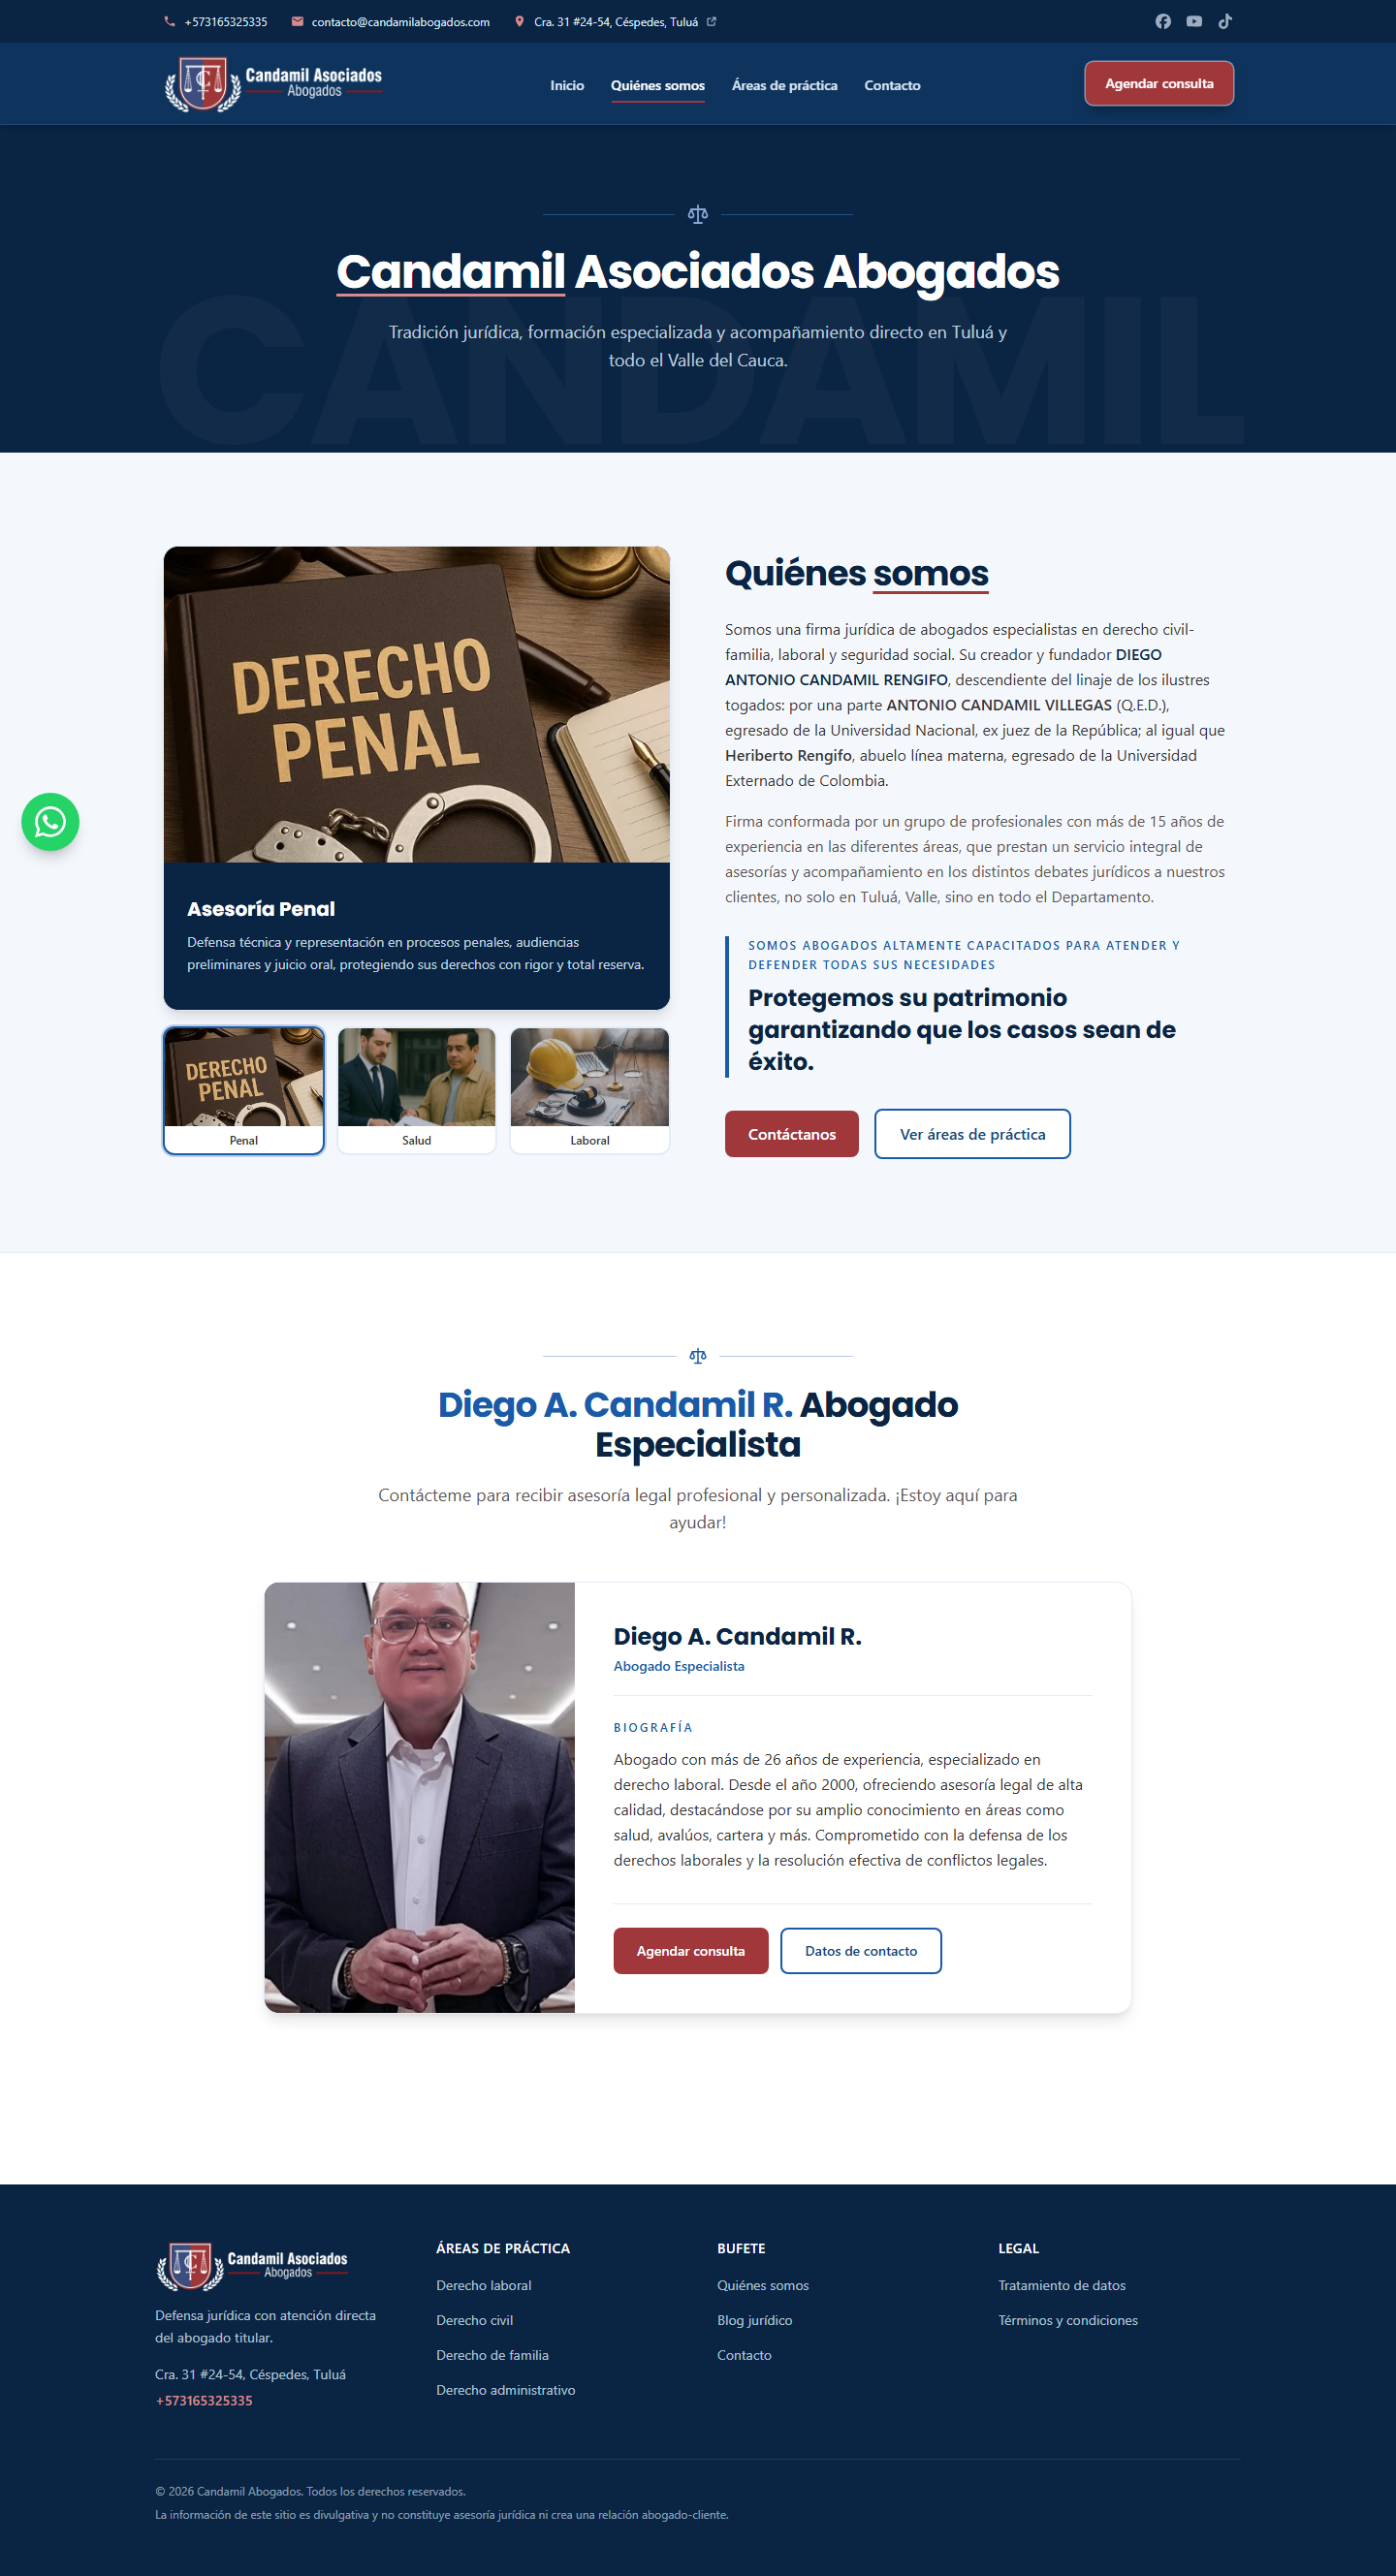 +573165325335 contacto@candamilabogados.com Cra. 31 #24-54, Céspedes, Tuluá
Candamil Asociados
Abogados
Inicio Quiénes somos Áreas de práctica Contacto
Agendar consulta
Candamil Asociados Abogados
CANDAMIL
Tradición jurídica, formación especializada y acompañamiento directo en Tuluá y
todo el Valle del Cauca.
DERECHO
PENAL
Asesoría Penal
Defensa técnica y representación en procesos penales, audiencias
preliminares y juicio oral, protegiendo sus derechos con rigor y total reserva.
DERECHO
PENAL
Penal
Salud
Laboral
Quiénes somos
Somos una firma jurídica de abogados especialistas en derecho civil-
familia, laboral y seguridad social. Su creador y fundador DIEGO
ANTONIO CANDAMIL RENGIFO, descendiente del linaje de los ilustres
togados: por una parte ANTONIO CANDAMIL VILLEGAS (Q.E.D.),
egresado de la Universidad Nacional, ex juez de la República; al igual que
Heriberto Rengifo, abuelo línea materna, egresado de la Universidad
Externado de Colombia.
Firma conformada por un grupo de profesionales con más de 15 años de
experiencia en las diferentes áreas, que prestan un servicio integral de
asesorías y acompañamiento en los distintos debates jurídicos a nuestros
clientes, no solo en Tuluá, Valle, sino en todo el Departamento.
SOMOS ABOGADOS ALTAMENTE CAPACITADOS PARA ATENDER Y
DEFENDER TODAS SUS NECESIDADES
Protegemos su patrimonio
garantizando que los casos sean de
éxito.
Contáctanos
Ver áreas de práctica
Diego A. Candamil R. Abogado
Especialista
Contácteme para recibir asesoría legal profesional y personalizada. ¡Estoy aquí para
ayudar!
Diego A. Candamil R.
Abogado Especialista
BIOGRAFÍA
Abogado con más de 26 años de experiencia, especializado en
derecho laboral. Desde el año 2000, ofreciendo asesoría legal de alta
calidad, destacándose por su amplio conocimiento en áreas como
salud, avalúos, cartera y más. Comprometido con la defensa de los
derechos laborales y la resolución efectiva de conflictos legales.
Agendar consulta
Datos de contacto
Candamil Asociados
Abogados
Defensa jurídica con atención directa
del abogado titular.
Cra. 31 #24-54, Céspedes, Tuluá
+573165325335
ÁREAS DE PRÁCTICA
Derecho laboral
Derecho civil
Derecho de familia
Derecho administrativo
BUFETE
Quiénes somos
Blog jurídico
Contacto
LEGAL
Tratamiento de datos
Términos y condiciones
© 2026 Candamil Abogados. Todos los derechos reservados.
La información de este sitio es divulgativa y no constituye asesoría jurídica ni crea una relación abogado-cliente.